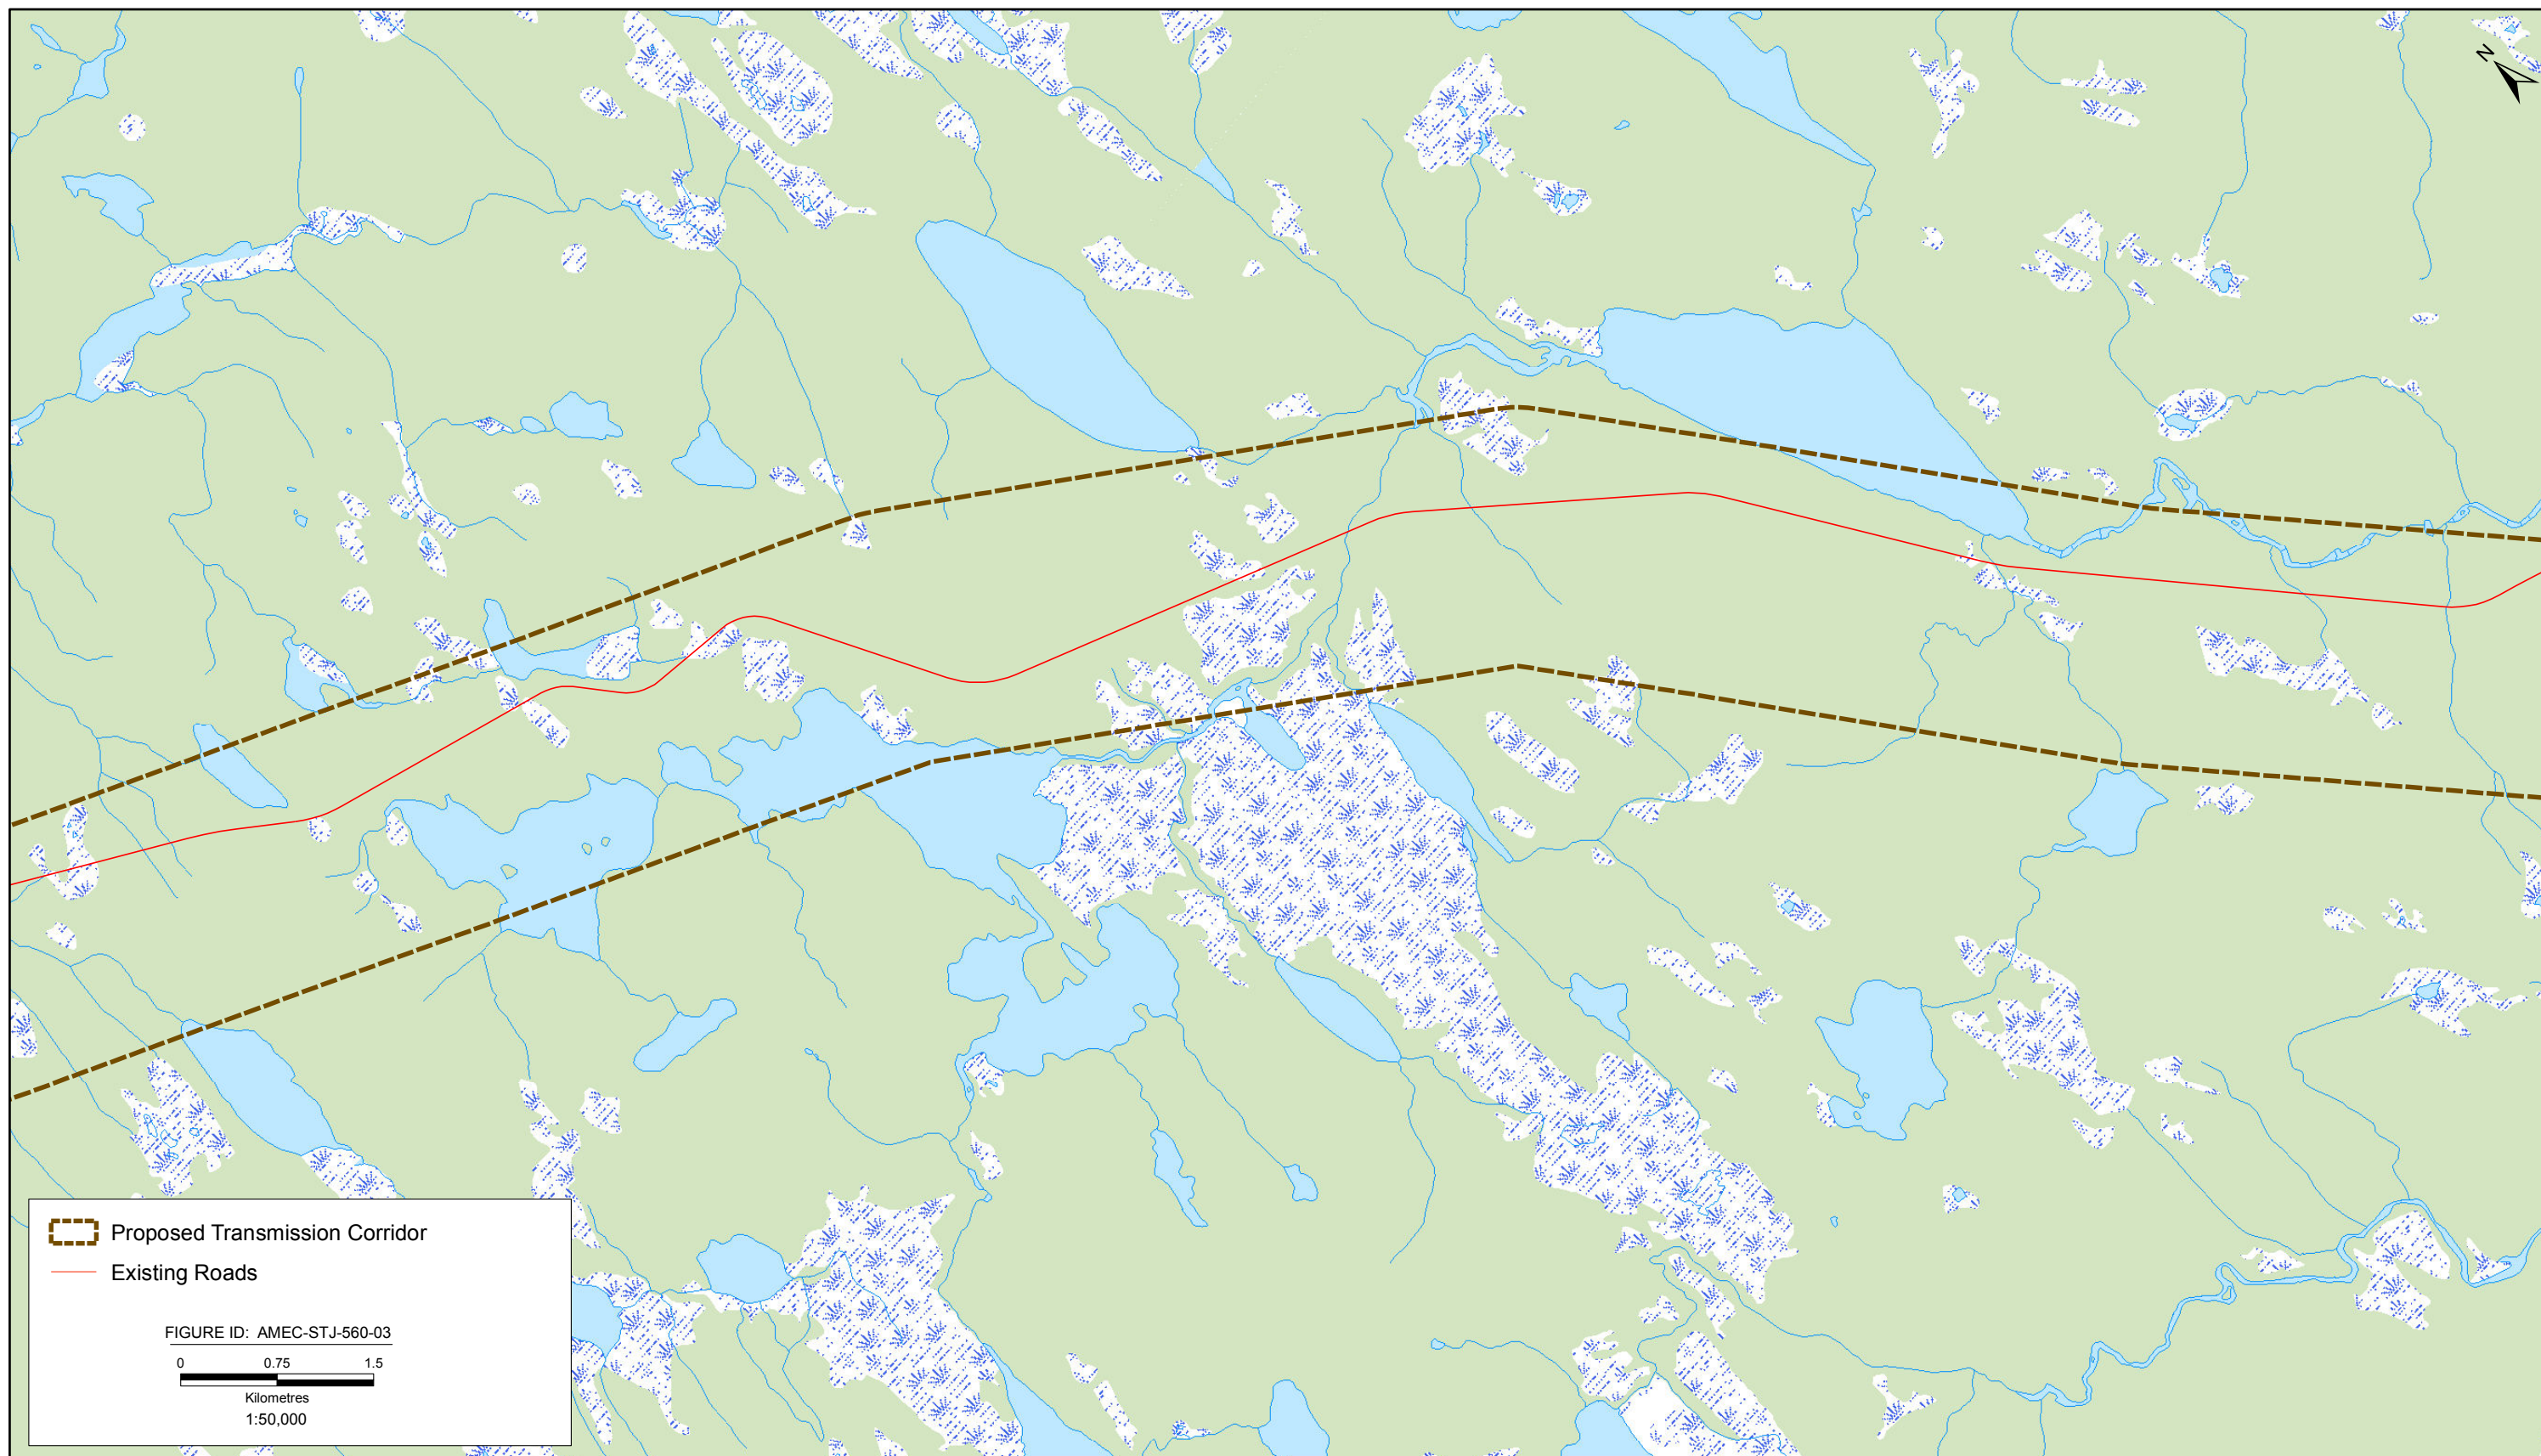 N
Proposed Transmission Corridor
Existing Roads
FIGURE ID: AMEC-STJ-560-03
0 0.75 1.5
Kilometres
1:50,000